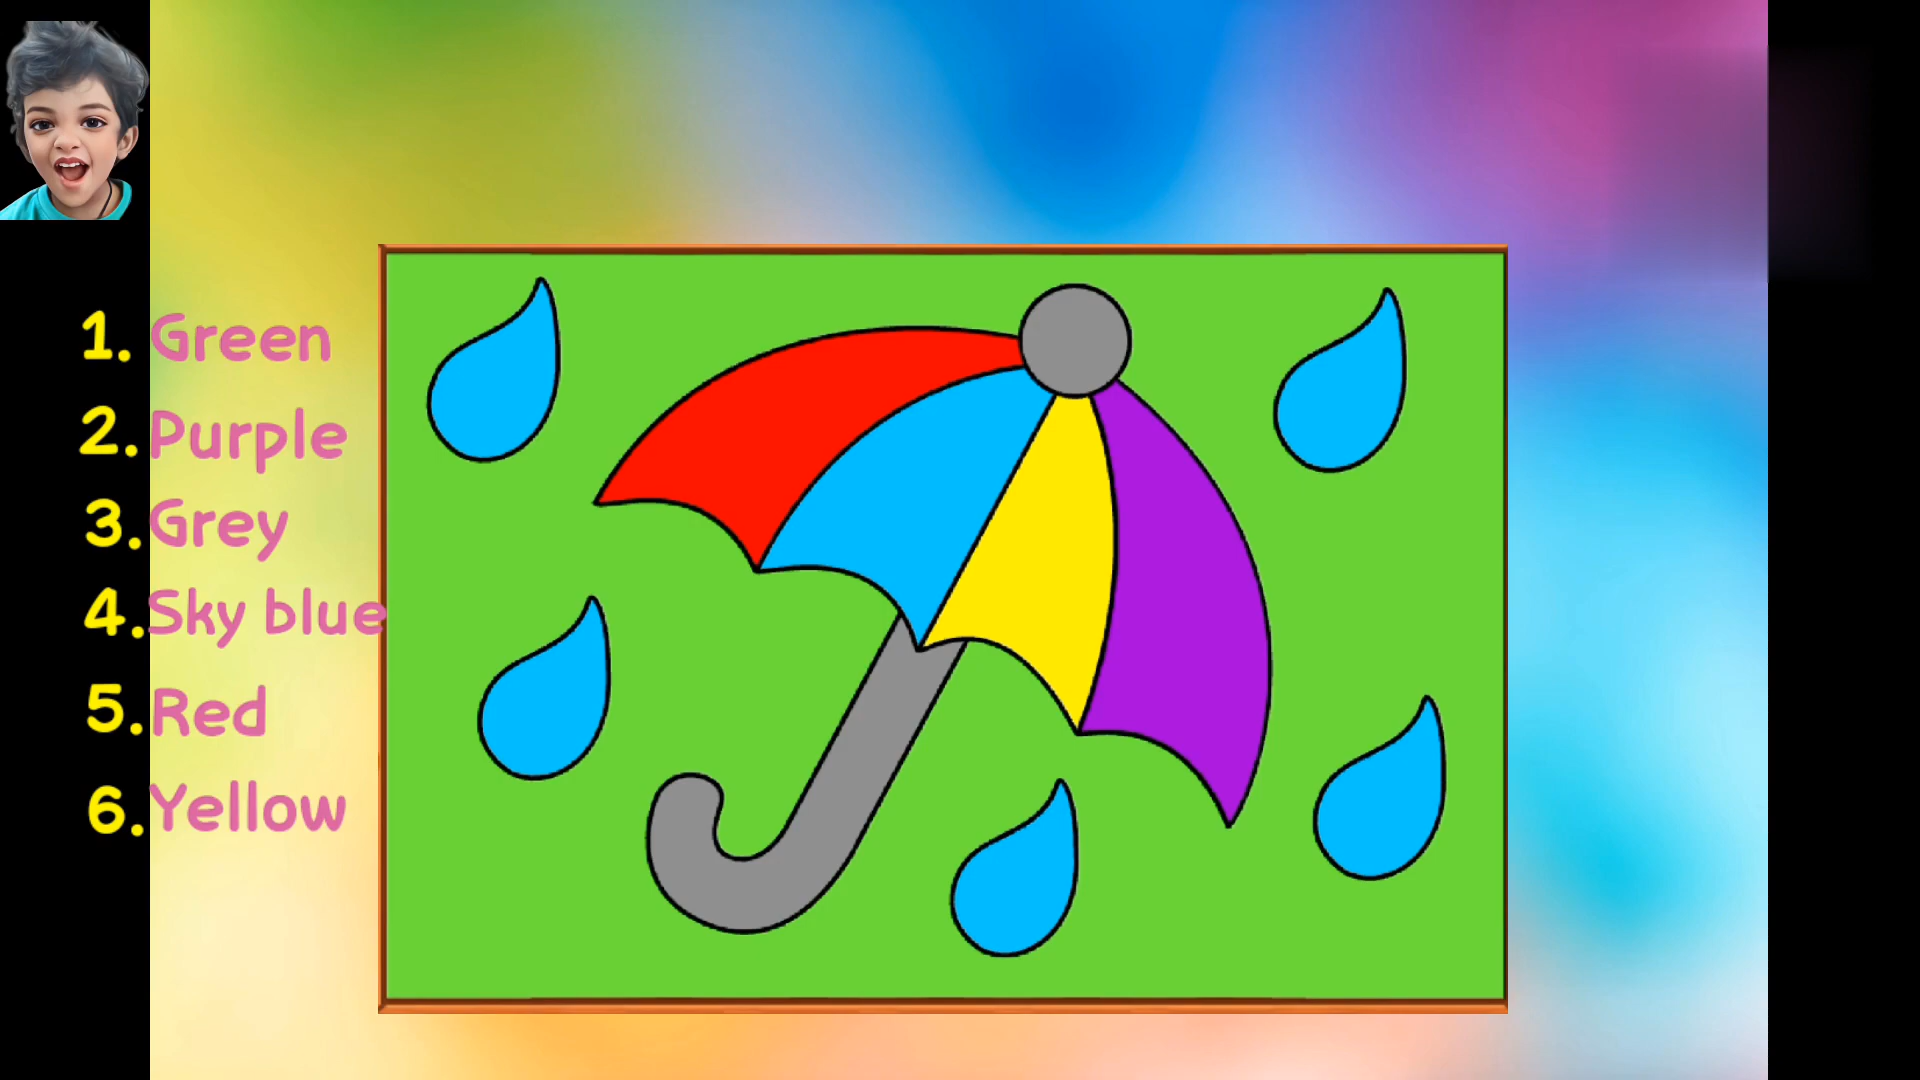 1. Green
2. Purple
3. Grey
4. Sky blue
5. Red
6. Yellow